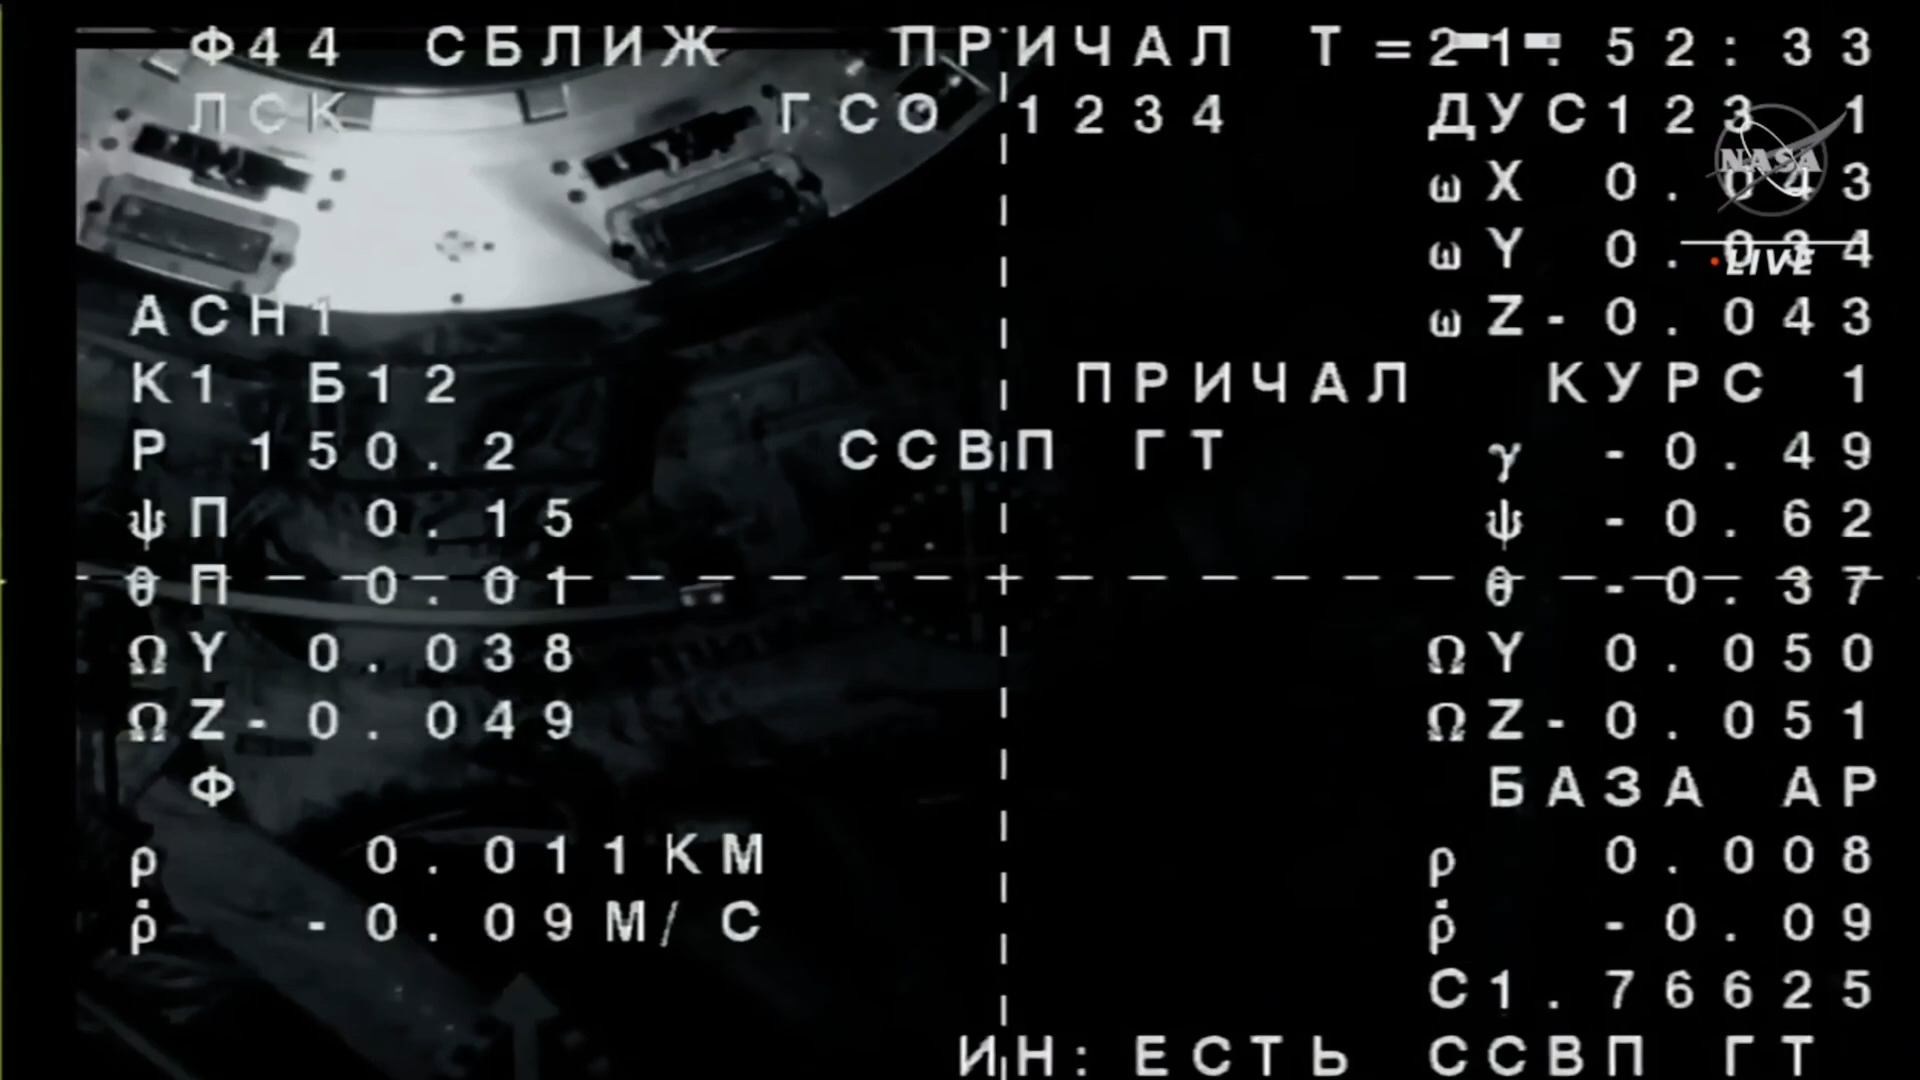 Ф44 СБЛИЖ ПРИЧАЛ Т=21:52:33
ЛСК ГСО 1234 ДУС123 1
NASA
ωX 0.043
ωY 0.034
LIVE
АСН1 ωZ-0.043
К1 Б12 ПРИЧАЛ КУРС 1
Р 150.2 ССВП ГТ γ -0.49
ψП 0.15 ψ -0.62
θП 0.01 θ -0.37
ΩY 0.038 ΩY 0.050
ΩZ-0.049 ΩZ-0.051
Ф БАЗА АР
ρ 0.011КМ ρ 0.008
ρ̇ -0.09М/С ρ̇ -0.09
С1.76625
ИН: ЕСТЬ ССВП ГТ